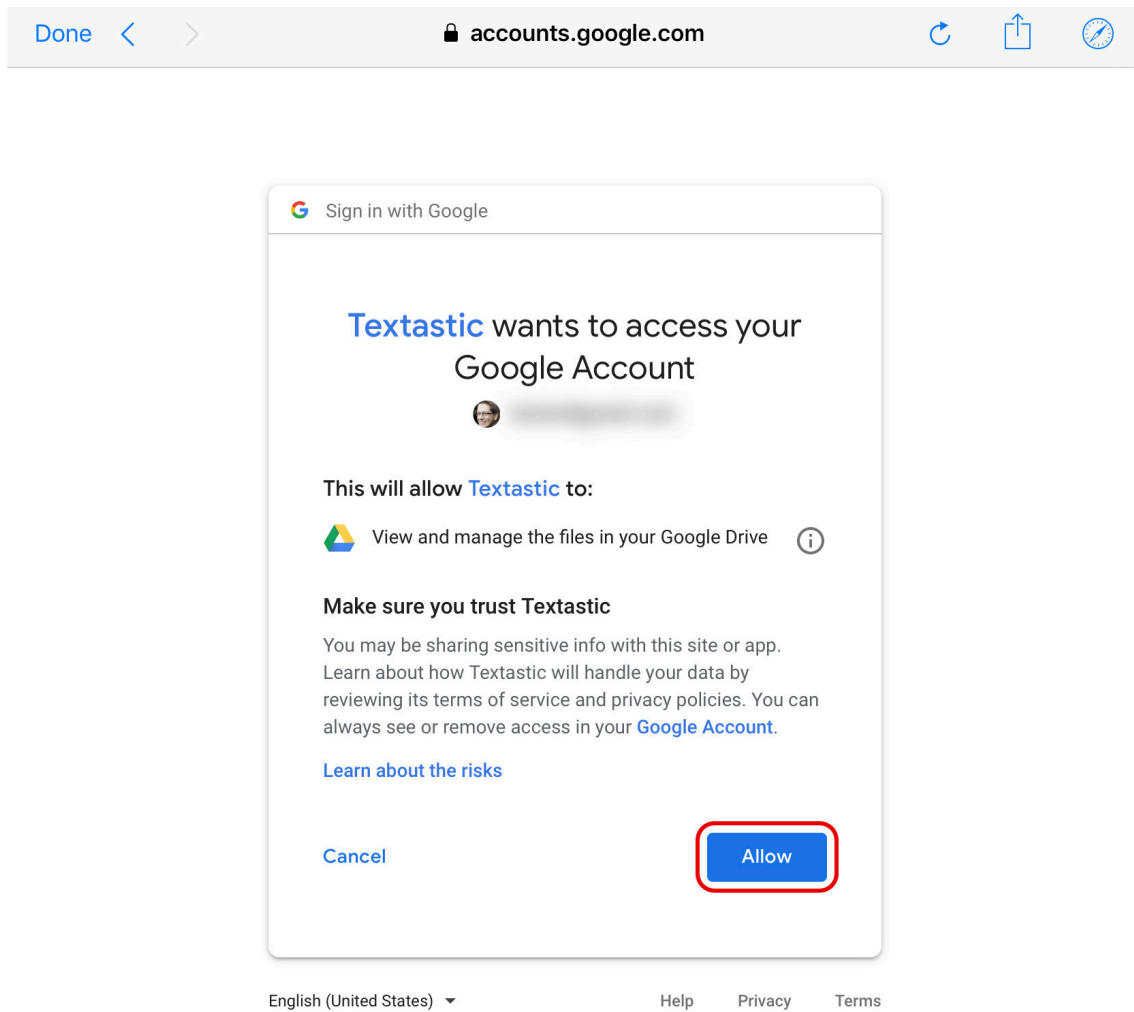 Done accounts.google.com
Sign in with Google
Textastic wants to access your
Google Account
This will allow Textastic to:
View and manage the files in your Google Drive
Make sure you trust Textastic
You may be sharing sensitive info with this site or app.
Learn about how Textastic will handle your data by
reviewing its terms of service and privacy policies. You can
always see or remove access in your Google Account.
Learn about the risks
Cancel Allow
English (United States) Help Privacy Terms